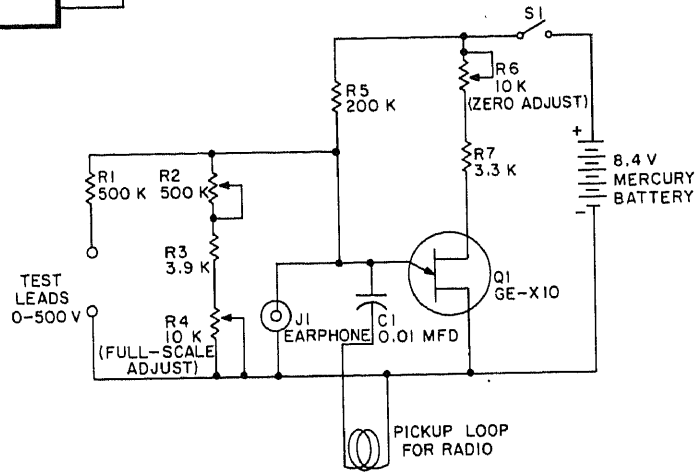 S1
R6
10 K
(ZERO ADJUST)
R5
200 K
+
8.4 V
MERCURY
BATTERY
-
R7
3.3 K
R1
500 K
R2
500 K
R3
3.9 K
TEST
LEADS
0-500 V
R4
10 K
(FULL-SCALE
ADJUST)
J1
EARPHONE
C1
0.01 MFD
Q1
GE-X10
PICKUP LOOP
FOR RADIO